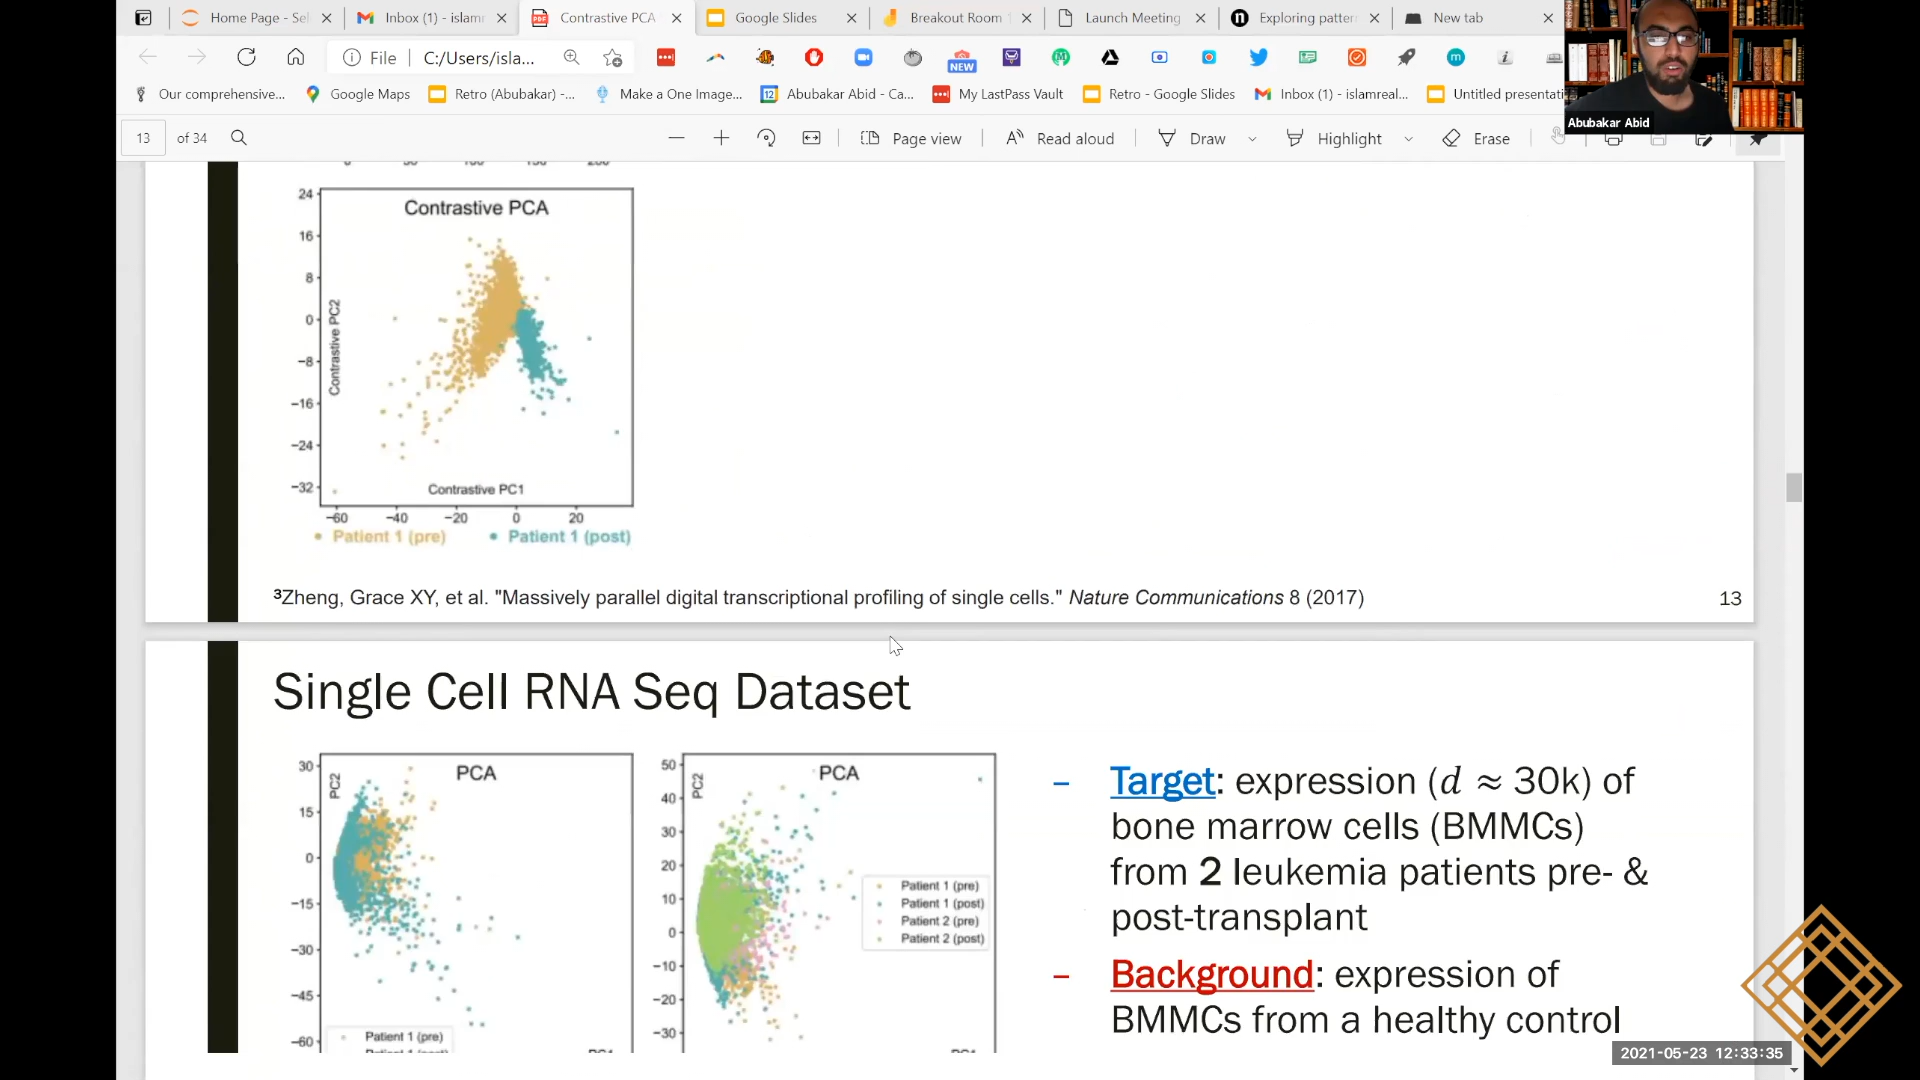 Home Page - Sel
Inbox (1) - islamr
Contrastive PCA
Google Slides
Breakout Room 1
Launch Meeting
Exploring patter
New tab
File
C:/Users/isla...
NEW
Our comprehensive...
Google Maps
Retro (Abubakar) -...
Make a One Image...
12
Abubakar Abid - Ca...
My LastPass Vault
Retro - Google Slides
Inbox (1) - islamreal...
Untitled presentati
Abubakar Abid
13 of 34
Page view
Read aloud
Draw
Highlight
Erase
Contrastive PCA
24
16
8
0
−8
−16
−24
−32
Contrastive PC2
Contrastive PC1
−60 −40 −20 0 20
Patient 1 (pre) Patient 1 (post)
³Zheng, Grace XY, et al. "Massively parallel digital transcriptional profiling of single cells." Nature Communications 8 (2017)
13
Single Cell RNA Seq Dataset
PCA
PC2
30
15
0
−15
−30
−45
−60
Patient 1 (pre)
PCA
PC2
50
40
30
20
10
0
−10
−20
−30
Patient 1 (pre)
Patient 1 (post)
Patient 2 (pre)
Patient 2 (post)
– Target: expression (d ≈ 30k) of
bone marrow cells (BMMCs)
from 2 leukemia patients pre- &
post-transplant
– Background: expression of
BMMCs from a healthy control
2021-05-23 12:33:35